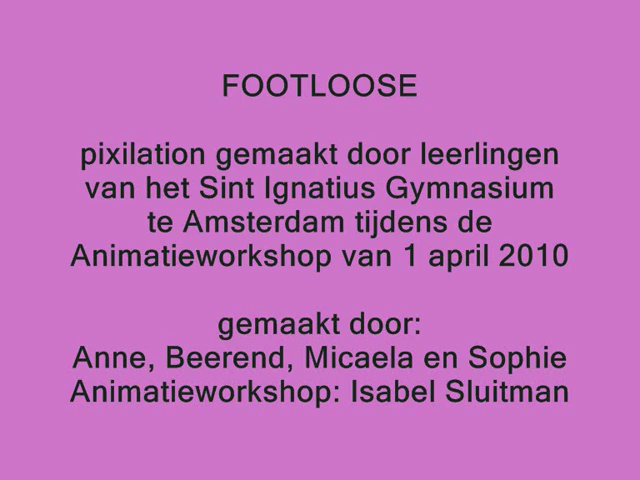 FOOTLOOSE
pixilation gemaakt door leerlingen
van het Sint Ignatius Gymnasium
te Amsterdam tijdens de
Animatieworkshop van 1 april 2010
gemaakt door:
Anne, Beerend, Micaela en Sophie
Animatieworkshop: Isabel Sluitman